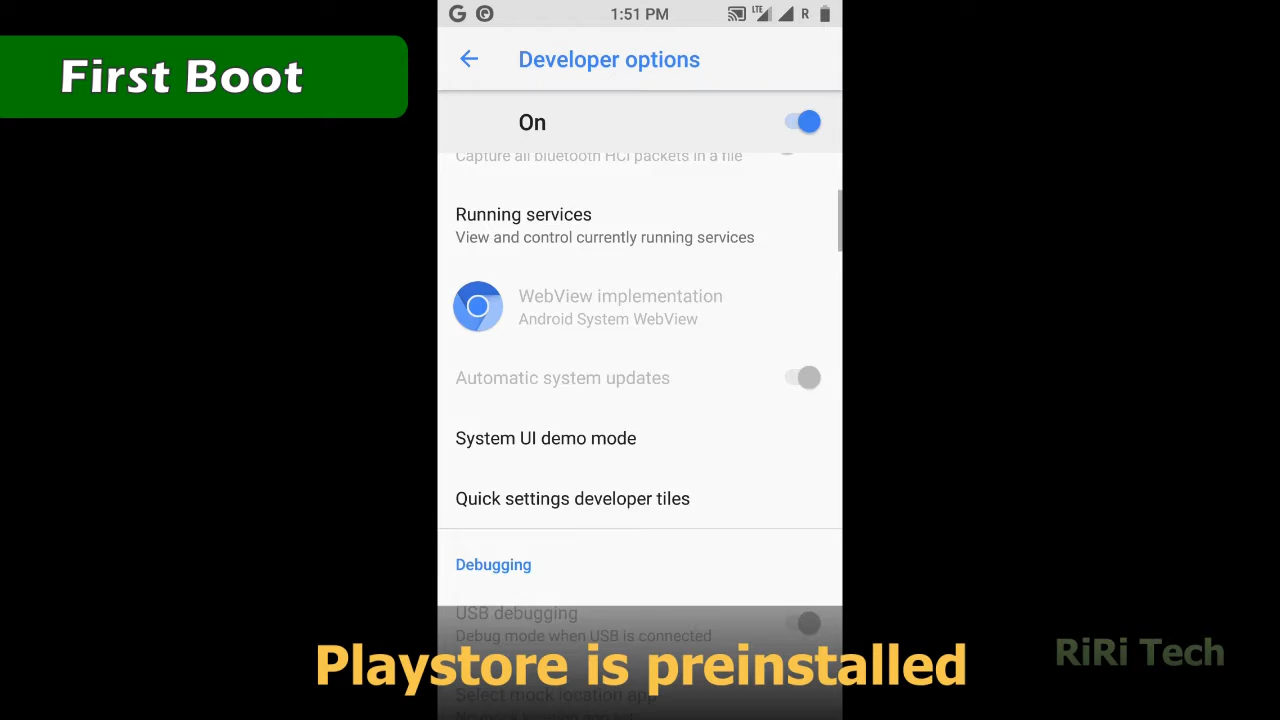 First Boot
1:51 PM
LTE
R
Developer options
On
Capture all bluetooth HCI packets in a file
Running services
View and control currently running services
WebView implementation
Android System WebView
Automatic system updates
System UI demo mode
Quick settings developer tiles
Debugging
USB debugging
Debug mode when USB is connected
Playstore is preinstalled
RiRi Tech
Select mock location app